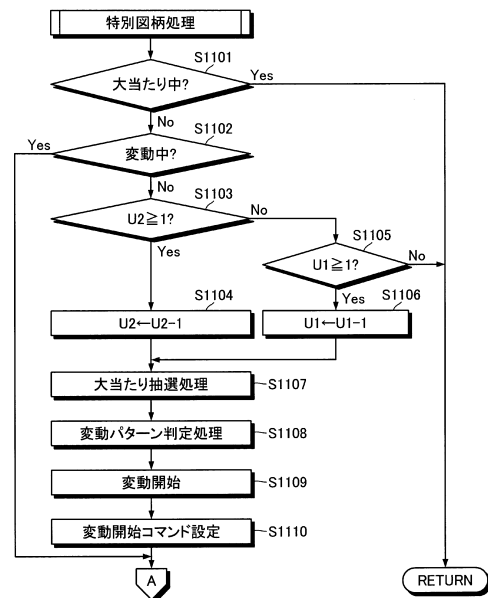 特別図柄処理
S1101
大当たり中?
Yes
No
S1102
Yes
変動中?
No
S1103
U2≧1?
No
Yes
S1105
U1≧1?
No
Yes
S1104
U2←U2-1
S1106
U1←U1-1
大当たり抽選処理
S1107
変動パターン判定処理
S1108
変動開始
S1109
変動開始コマンド設定
S1110
A
RETURN